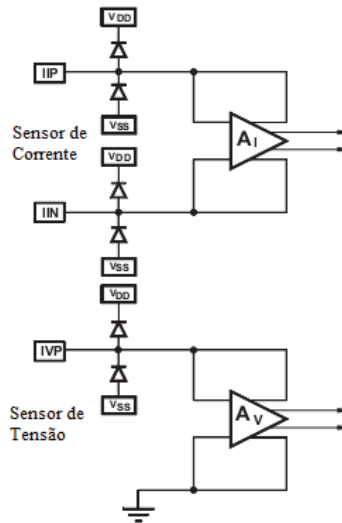 VDD
IIP
VSS
Sensor de
Corrente
VDD
AI
IIN
VSS
VDD
IVP
VSS
Sensor de
Tensão
AV